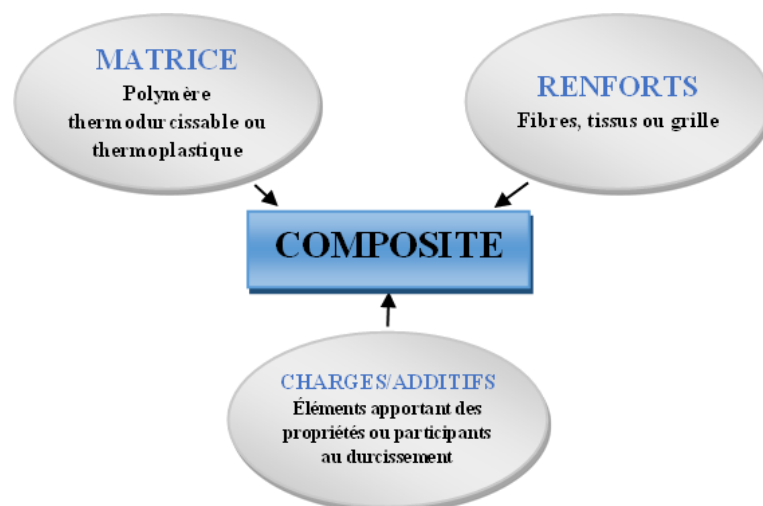 MATRICE
Polymère
thermodurcissable ou
thermoplastique
RENFORTS
Fibres, tissus ou grille
COMPOSITE
CHARGES/ADDITIFS
Éléments apportant des
propriétés ou participants
au durcissement